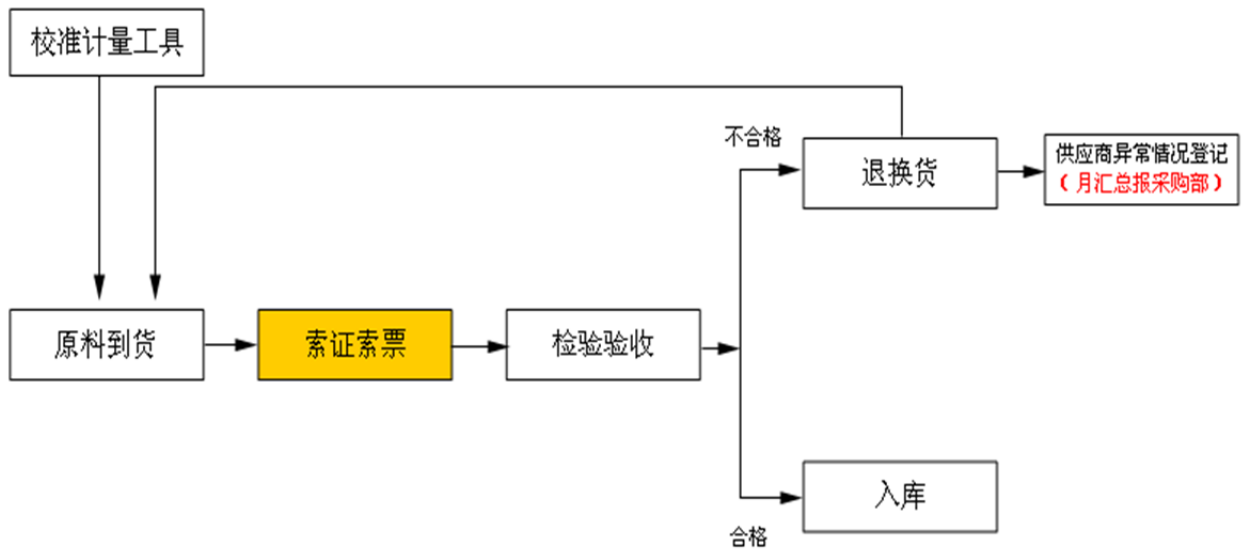 校准计量工具
不合格
退换货
供应商异常情况登记
（月汇总报采购部）
原料到货
索证索票
检验验收
入库
合格